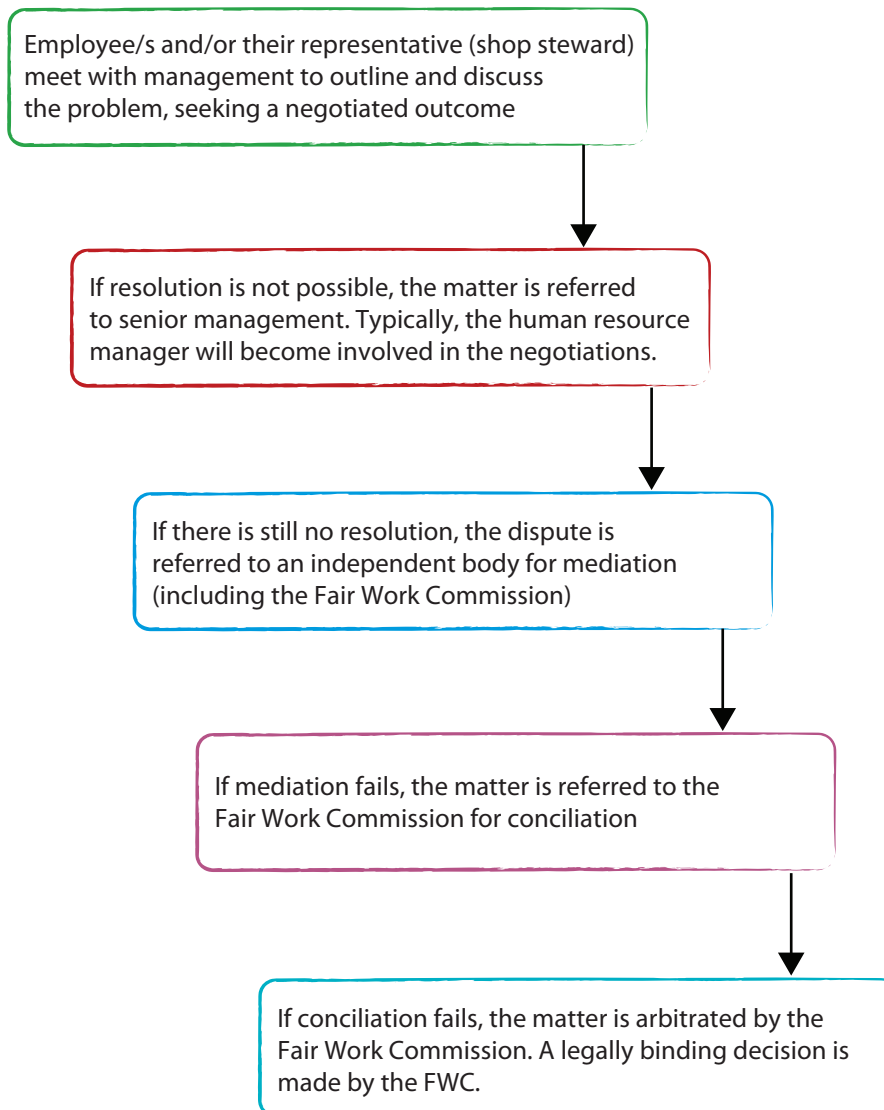 Employee/s and/or their representative (shop steward)
meet with management to outline and discuss
the problem, seeking a negotiated outcome
If resolution is not possible, the matter is referred
to senior management. Typically, the human resource
manager will become involved in the negotiations.
If there is still no resolution, the dispute is
referred to an independent body for mediation
(including the Fair Work Commission)
If mediation fails, the matter is referred to the
Fair Work Commission for conciliation
If conciliation fails, the matter is arbitrated by the
Fair Work Commission. A legally binding decision is
made by the FWC.